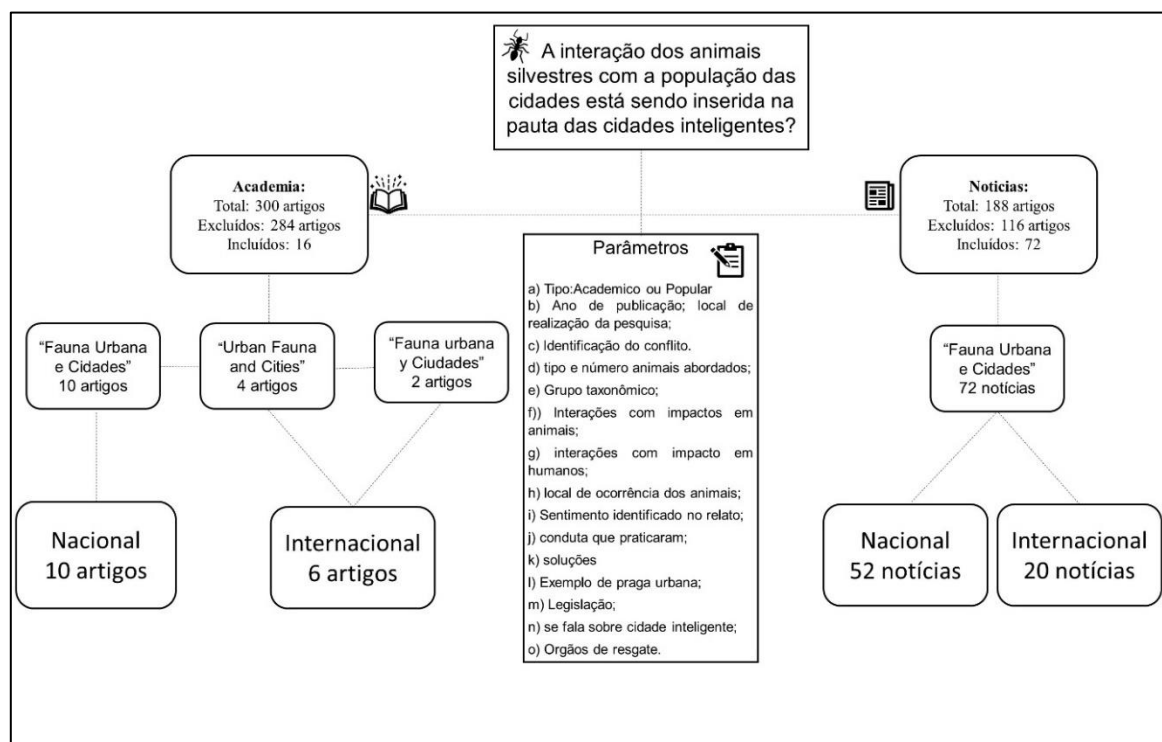 A interação dos animais
silvestres com a população das
cidades está sendo inserida na
pauta das cidades inteligentes?
Academia:
Total: 300 artigos
Excluídos: 284 artigos
Incluídos: 16
Noticias:
Total: 188 artigos
Excluídos: 116 artigos
Incluídos: 72
“Fauna Urbana
e Cidades”
10 artigos
“Urban Fauna
and Cities”
4 artigos
“Fauna urbana
y Ciudades”
2 artigos
Nacional
10 artigos
Internacional
6 artigos
Parâmetros
a) Tipo:Academico ou Popular
b) Ano de publicação; local de
realização da pesquisa;
c) Identificação do conflito.
d) tipo e número animais abordados;
e) Grupo taxonômico;
f)) Interações com impactos em
animais;
g) interações com impacto em
humanos;
h) local de ocorrência dos animais;
i) Sentimento identificado no relato;
j) conduta que praticaram;
k) soluções
l) Exemplo de praga urbana;
m) Legislação;
n) se fala sobre cidade inteligente;
o) Orgãos de resgate.
“Fauna Urbana
e Cidades”
72 notícias
Nacional
52 notícias
Internacional
20 notícias